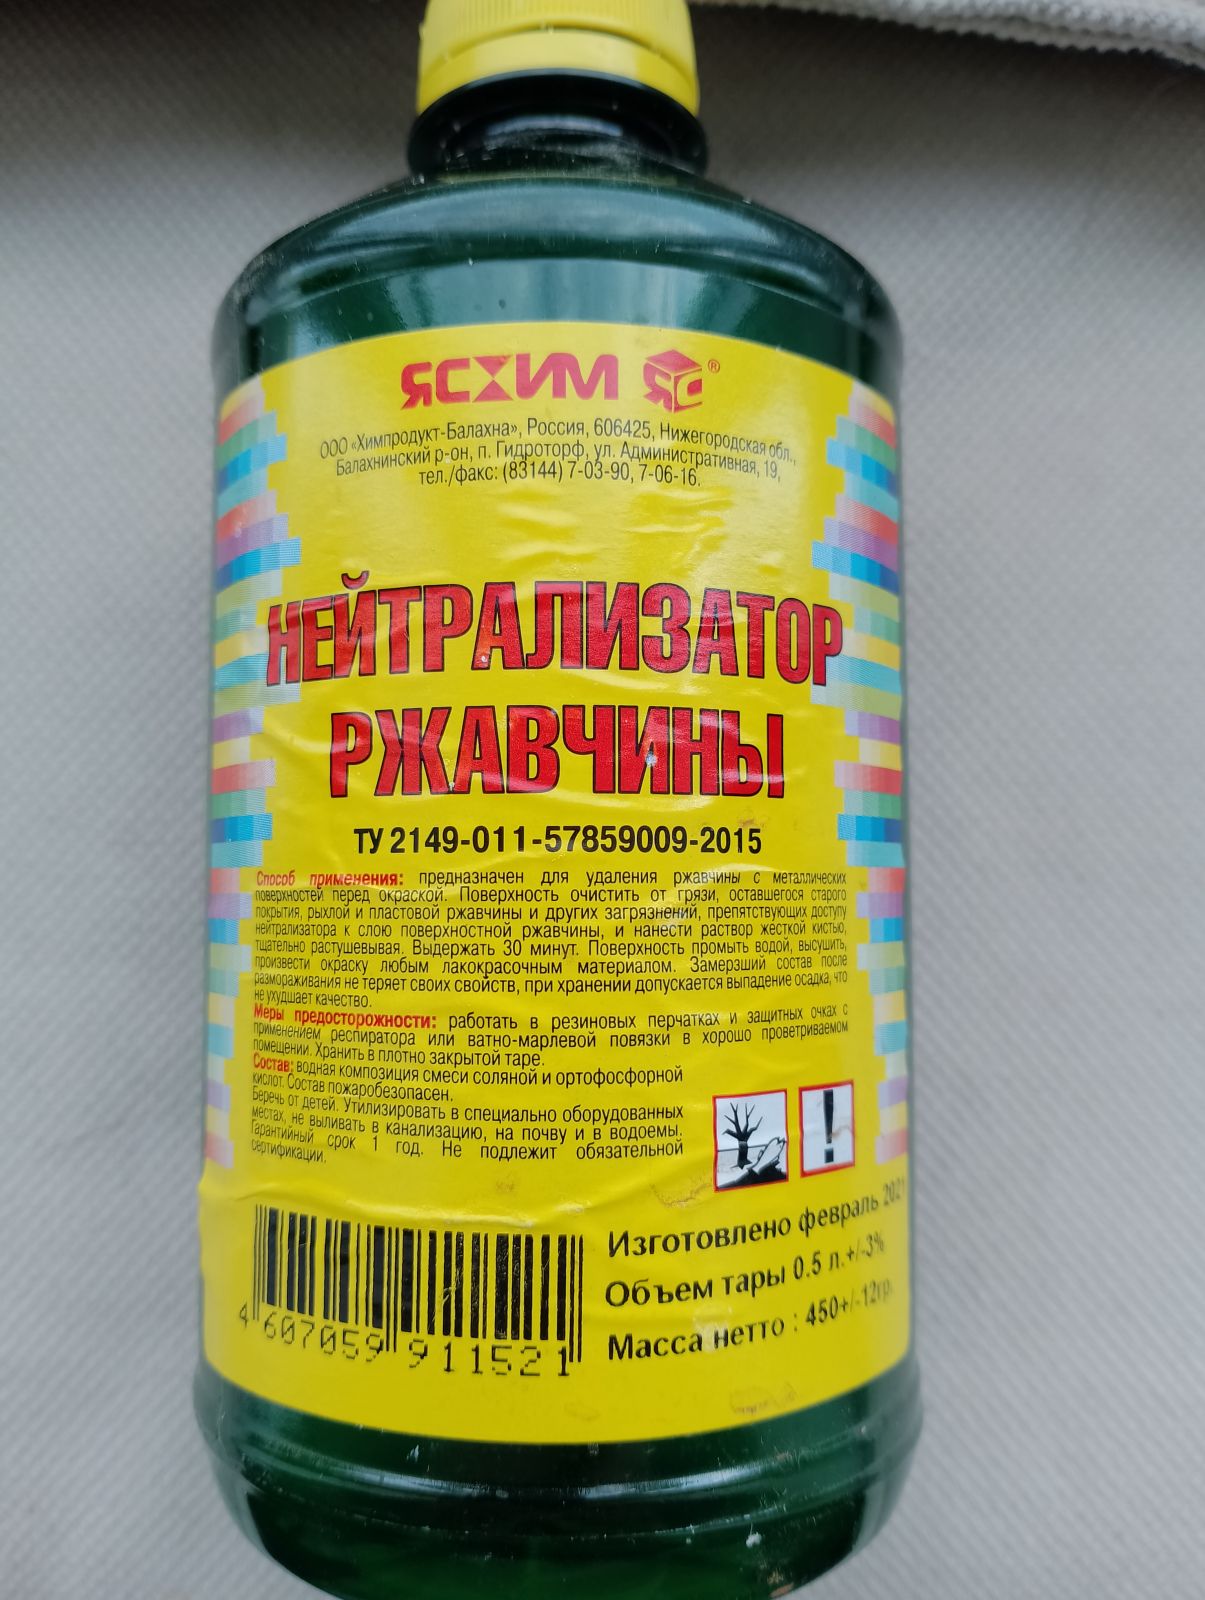 ЯСХИМ ЯС®
ООО «Химпродукт-Балахна», Россия, 606425, Нижегородская обл.,
Балахнинский р-он, п. Гидроторф, ул. Административная, 19,
тел./факс: (83144) 7-03-90, 7-06-16.
НЕЙТРАЛИЗАТОР
РЖАВЧИНЫ
ТУ 2149-011-57859009-2015
Способ применения: предназначен для удаления ржавчины с металлических
поверхностей перед окраской. Поверхность очистить от грязи, оставшегося старого
покрытия, рыхлой и пластовой ржавчины и других загрязнений, препятствующих доступу
нейтрализатора к слою поверхностной ржавчины, и нанести раствор жесткой кистью,
тщательно растушевывая. Выдержать 30 минут. Поверхность промыть водой, высушить,
произвести окраску любым лакокрасочным материалом. Замерзший состав после
размораживания не теряет своих свойств, при хранении допускается выпадение осадка, что
не ухудшает качество.
Меры предосторожности: работать в резиновых перчатках и защитных очках с
применением респиратора или ватно-марлевой повязки в хорошо проветриваемом
помещении. Хранить в плотно закрытой таре.
Состав: водная композиция смеси соляной и ортофосфорной
кислот. Состав пожаробезопасен.
Беречь от детей. Утилизировать в специально оборудованных
местах, не выливать в канализацию, на почву и в водоемы.
Гарантийный срок 1 год. Не подлежит обязательной
сертификации.
Изготовлено февраль 2021
Объем тары 0.5 л.+/-3%
Масса нетто : 450+/-12гр.
4 607059 911521